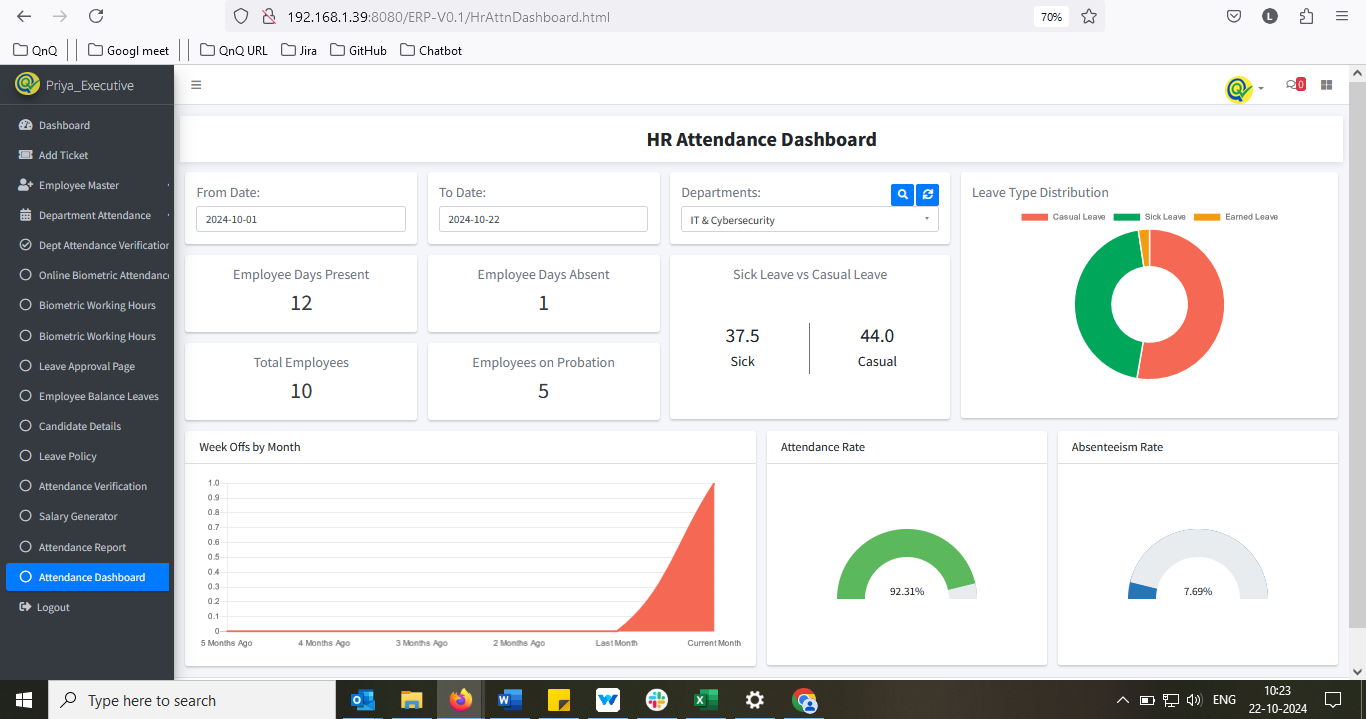 192.168.1.39:8080/ERP-V0.1/HrAttnDashboard.html
70%
L
QnQ
Googl meet
QnQ URL
Jira
GitHub
Chatbot
Priya_Executive
0
Dashboard
Add Ticket
Employee Master
Department Attendance
Dept Attendance Verification
Online Biometric Attendanc
Biometric Working Hours
Biometric Working Hours
Leave Approval Page
Employee Balance Leaves
Candidate Details
Leave Policy
Attendance Verification
Salary Generator
Attendance Report
Attendance Dashboard
Logout
HR Attendance Dashboard
From Date:
2024-10-01
To Date:
2024-10-22
Departments:
IT & Cybersecurity
Leave Type Distribution
Casual Leave Sick Leave Earned Leave
Employee Days Present
12
Employee Days Absent
1
Sick Leave vs Casual Leave
37.5
Sick
44.0
Casual
Total Employees
10
Employees on Probation
5
Week Offs by Month
1.0
0.9
0.8
0.7
0.6
0.5
0.4
0.3
0.2
0.1
0
5 Months Ago 4 Months Ago 3 Months Ago 2 Months Ago Last Month Current Month
Attendance Rate
92.31%
Absenteeism Rate
7.69%
Type here to search
ENG
10:23
22-10-2024